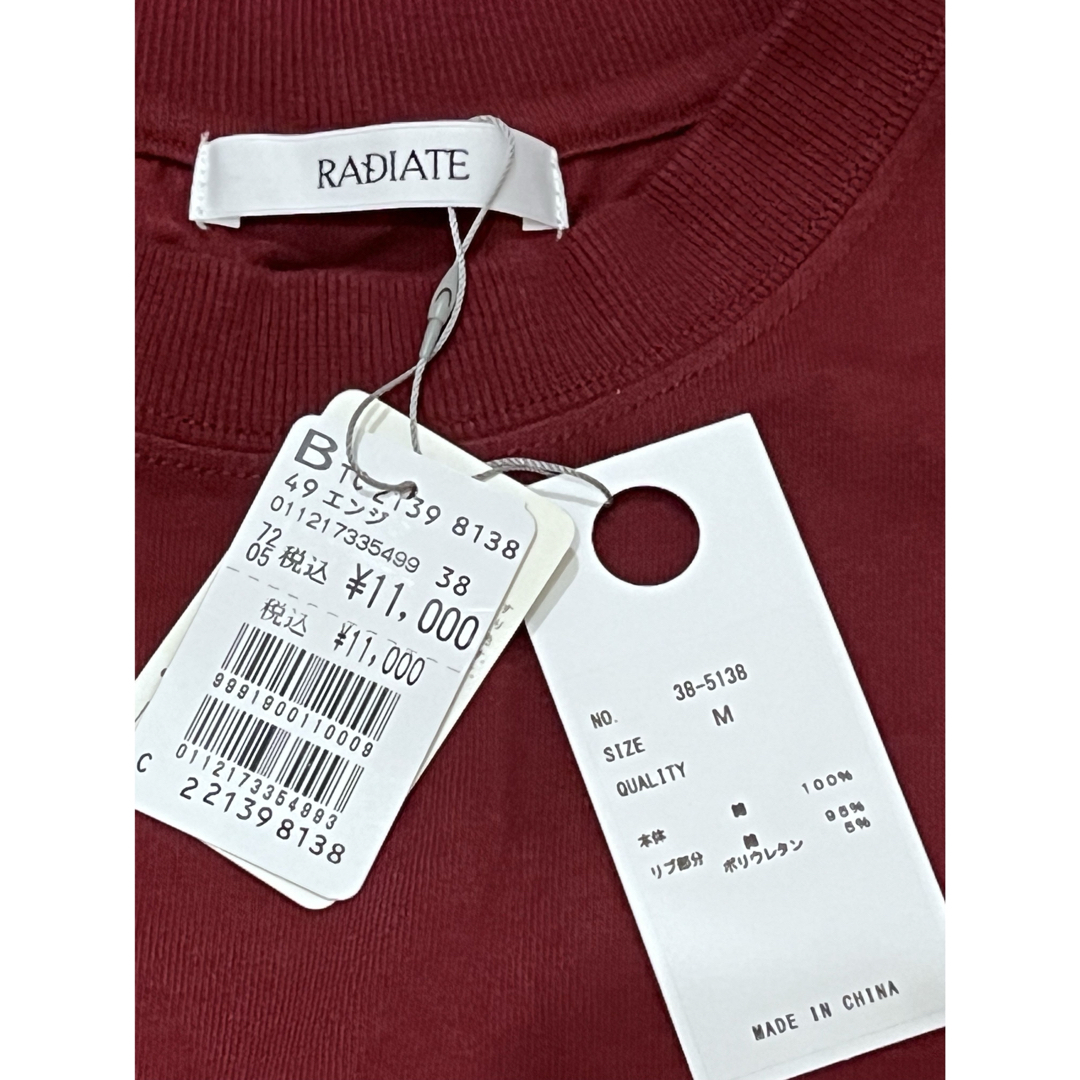 RADIATE
B TC 2139 8138
49 エンジ
011217335499 38
72
05 税込 ¥11,000
税込 ¥11,000
9991900110009
0112173354993
C
221398138
NO. 38-5138
SIZE M
QUALITY
本体 綿 100%
リブ部分 綿 95%
ポリウレタン 5%
MADE IN CHINA